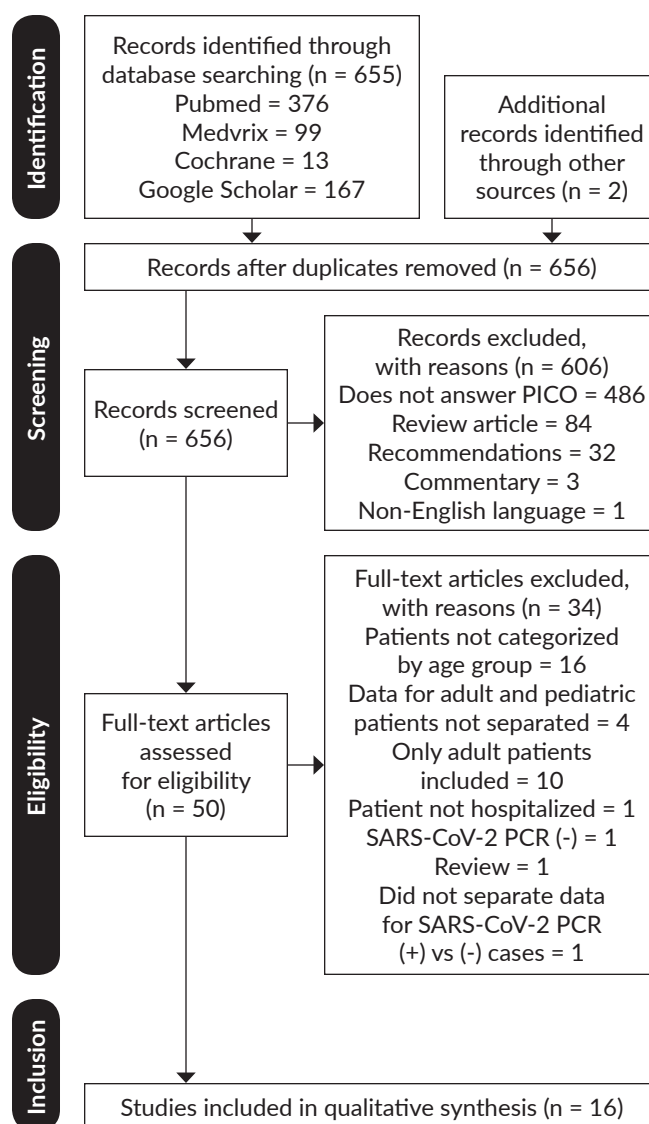 Identification
Records identified through
database searching (n = 655)
Pubmed = 376
Medvrix = 99
Cochrane = 13
Google Scholar = 167
Additional
records identified
through other
sources (n = 2)
Screening
Records after duplicates removed (n = 656)
Records screened
(n = 656)
Records excluded,
with reasons (n = 606)
Does not answer PICO = 486
Review article = 84
Recommendations = 32
Commentary = 3
Non-English language = 1
Eligibility
Full-text articles
assessed
for eligibility
(n = 50)
Full-text articles excluded,
with reasons (n = 34)
Patients not categorized
by age group = 16
Data for adult and pediatric
patients not separated = 4
Only adult patients
included = 10
Patient not hospitalized = 1
SARS-CoV-2 PCR (-) = 1
Review = 1
Did not separate data
for SARS-CoV-2 PCR
(+) vs (-) cases = 1
Inclusion
Studies included in qualitative synthesis (n = 16)